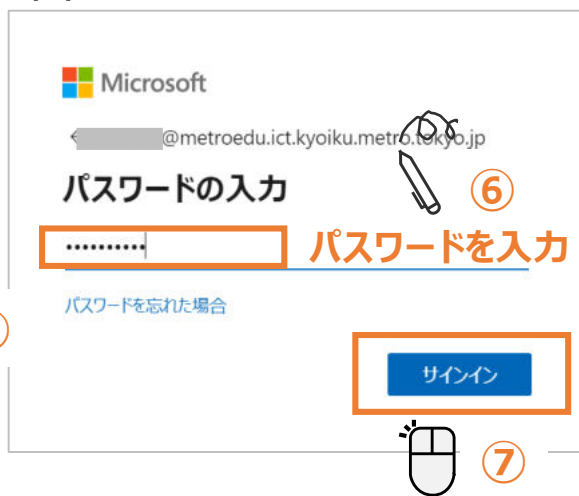 Microsoft
@metroedu.ict.kyoiku.metro.tokyo.jp
パスワードの入力
⑥
••••••••••
パスワードを入力
パスワードを忘れた場合
サインイン
⑦